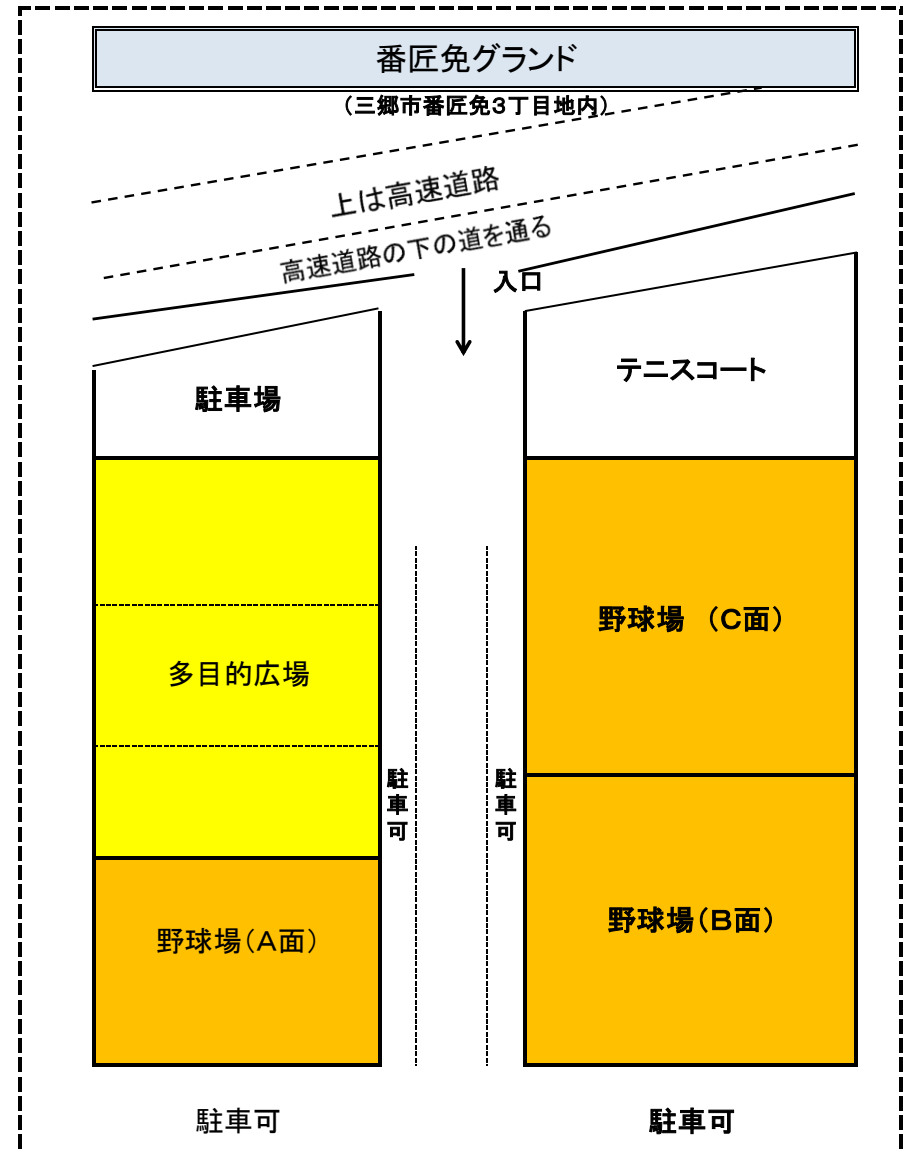 番匠免グランド
（三郷市番匠免３丁目地内）
上は高速道路
高速道路の下の道を通る
入口
駐車場
テニスコート
野球場　（Ｃ面）
多目的広場
駐車可
駐車可
野球場（Ａ面）
野球場（Ｂ面）
駐車可
駐車可